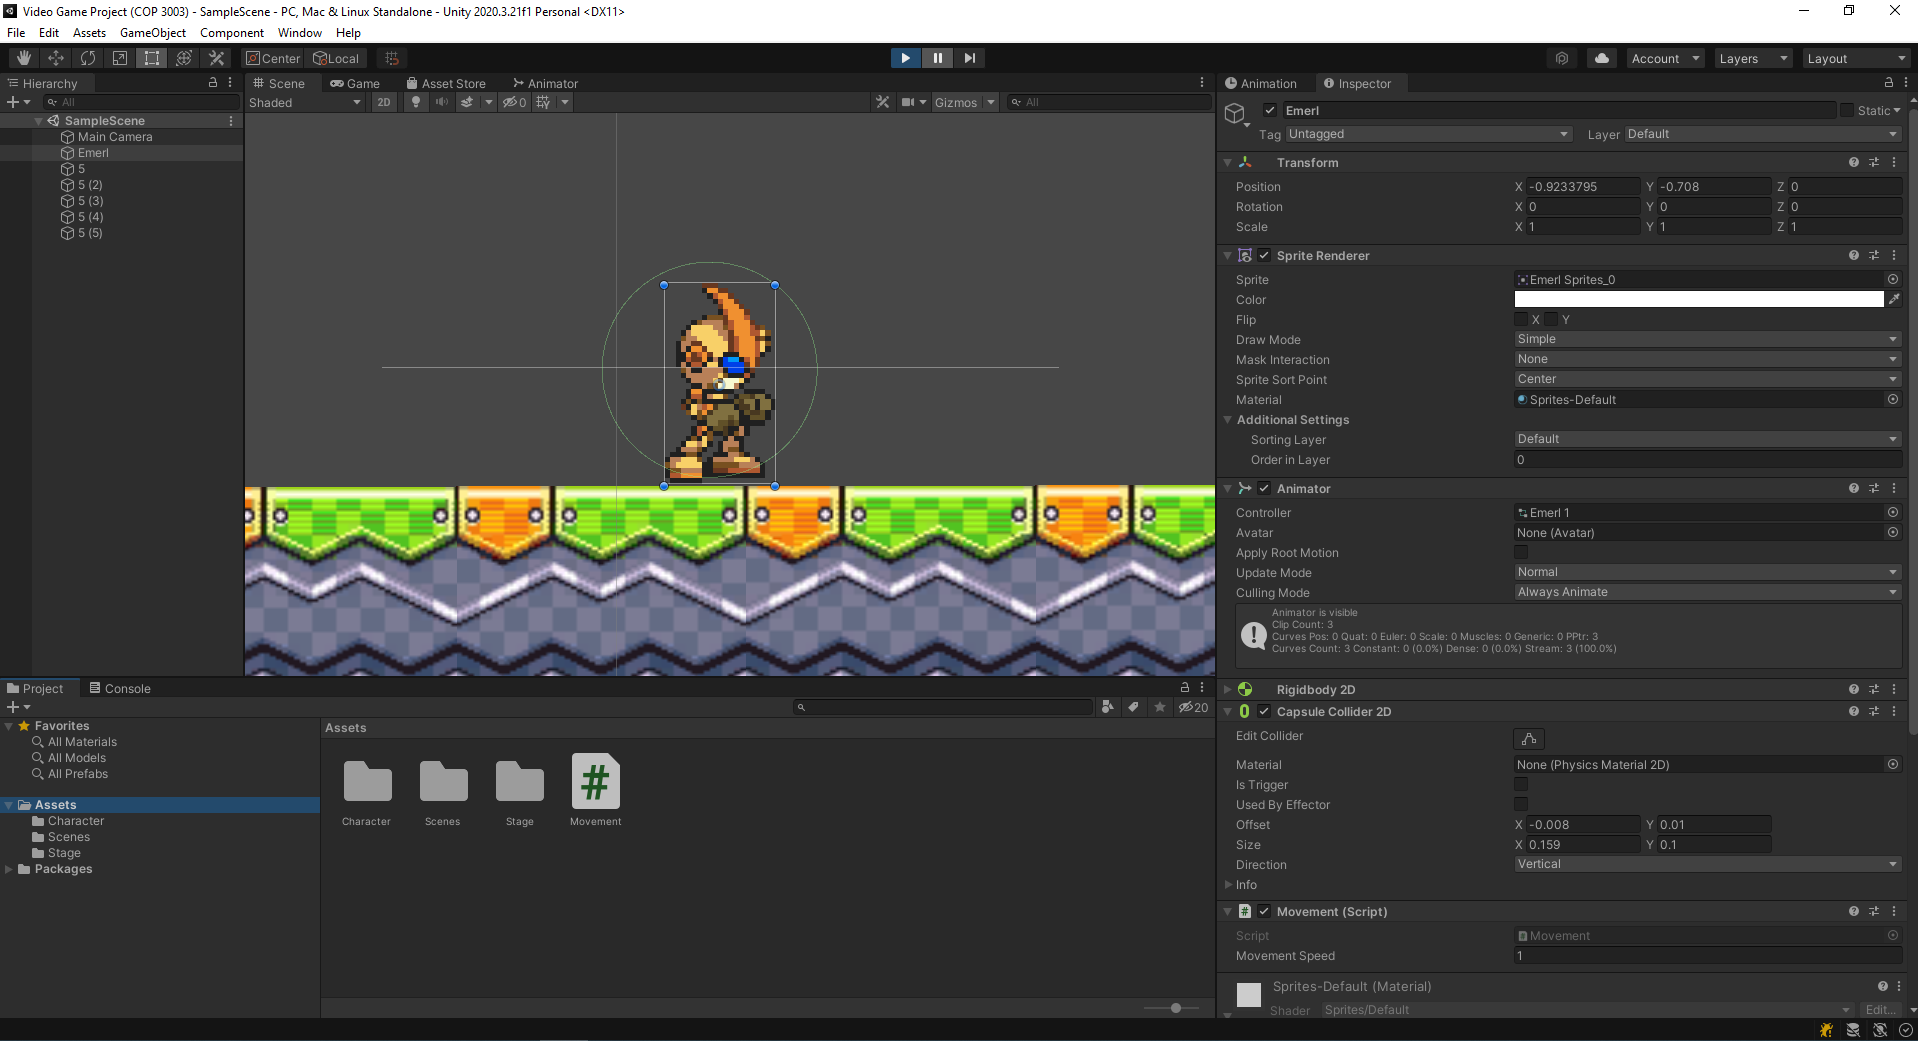 Video Game Project (COP 3003) - SampleScene - PC, Mac & Linux Standalone - Unity 2020.3.21f1 Personal <DX11>
File Edit Assets GameObject Component Window Help
Center Local Account Layers Layout
Hierarchy
All
SampleScene
Main Camera
Emerl
5
5 (2)
5 (3)
5 (4)
5 (5)
Scene Game Asset Store Animator
Shaded 2D 0 Gizmos All
Project Console
20
Favorites
All Materials
All Models
All Prefabs
Assets
Character
Scenes
Stage
Packages
Assets
Character Scenes Stage Movement
Animation Inspector
Emerl Static
Tag Untagged Layer Default
Transform
Position X -0.9233795 Y -0.708 Z 0
Rotation X 0 Y 0 Z 0
Scale X 1 Y 1 Z 1
Sprite Renderer
Sprite Emerl Sprites_0
Color
Flip X Y
Draw Mode Simple
Mask Interaction None
Sprite Sort Point Center
Material Sprites-Default
Additional Settings
Sorting Layer Default
Order in Layer 0
Animator
Controller Emerl 1
Avatar None (Avatar)
Apply Root Motion
Update Mode Normal
Culling Mode Always Animate
Animator is visible
Clip Count: 3
Curves Pos: 0 Quat: 0 Euler: 0 Scale: 0 Muscles: 0 Generic: 0 PPtr: 3
Curves Count: 3 Constant: 0 (0.0%) Dense: 0 (0.0%) Stream: 3 (100.0%)
Rigidbody 2D
Capsule Collider 2D
Edit Collider
Material None (Physics Material 2D)
Is Trigger
Used By Effector
Offset X -0.008 Y 0.01
Size X 0.159 Y 0.1
Direction Vertical
Info
Movement (Script)
Script Movement
Movement Speed 1
Sprites-Default (Material)
Shader Sprites/Default Edit...